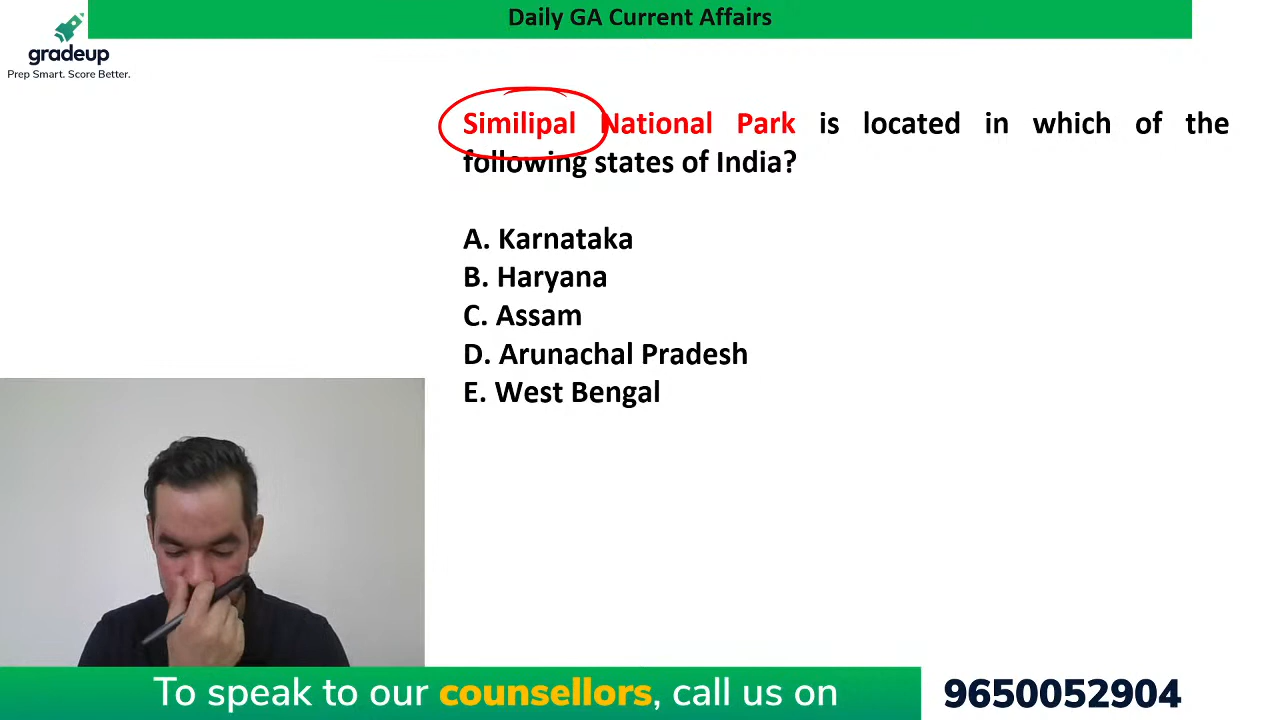 Daily GA Current Affairs
gradeup
Prep Smart. Score Better.
Similipal National Park is located in which of the
following states of India?
A. Karnataka
B. Haryana
C. Assam
D. Arunachal Pradesh
E. West Bengal
To speak to our counsellors, call us on 9650052904